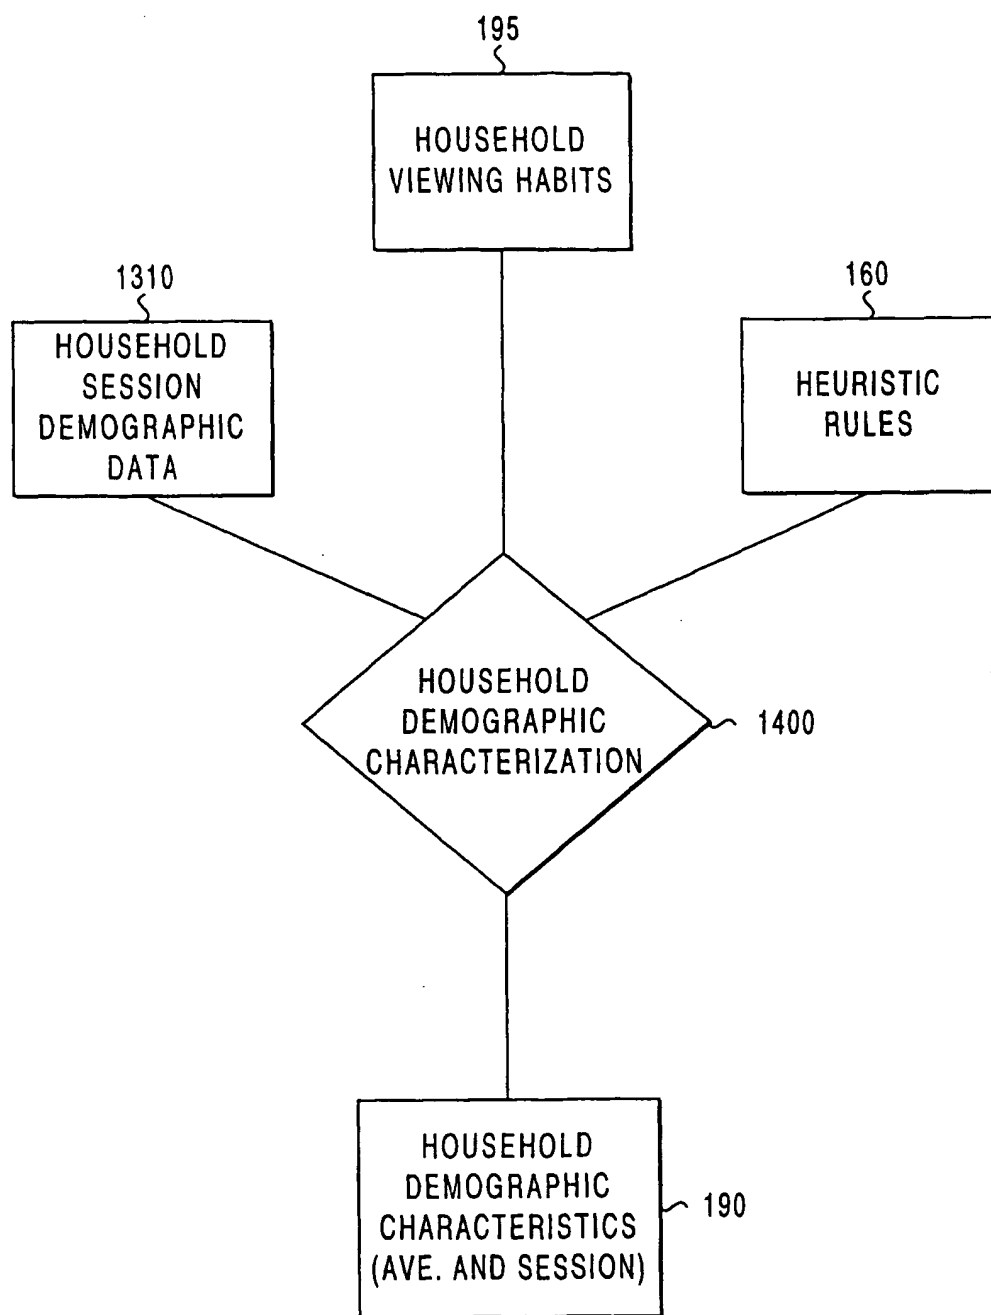 195
HOUSEHOLD
VIEWING HABITS
1310
HOUSEHOLD
SESSION
DEMOGRAPHIC
DATA
160
HEURISTIC
RULES
HOUSEHOLD
DEMOGRAPHIC
CHARACTERIZATION
1400
HOUSEHOLD
DEMOGRAPHIC
CHARACTERISTICS
(AVE. AND SESSION)
190